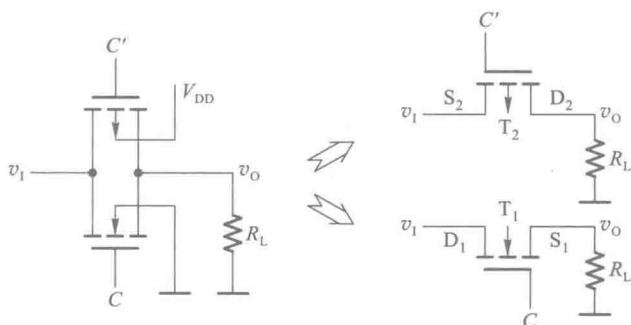 C'
V_DD
v_I
v_O
R_L
C
C'
S_2
D_2
v_I
v_O
T_2
R_L
T_1
v_I
v_O
D_1
S_1
R_L
C